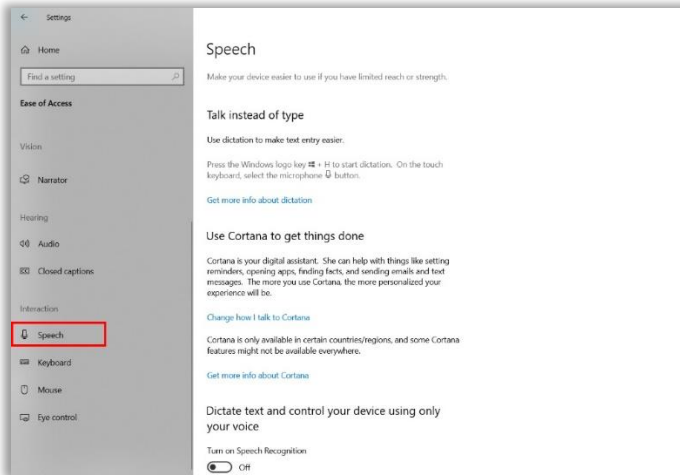 Settings
Home
Find a setting
Ease of Access
Vision
Narrator
Hearing
Audio
Closed captions
Interaction
Speech
Keyboard
Mouse
Eye control
Speech
Make your device easier to use if you have limited reach or strength.
Talk instead of type
Use dictation to make text entry easier.
Press the Windows logo key + H to start dictation. On the touch
keyboard, select the microphone button.
Get more info about dictation
Use Cortana to get things done
Cortana is your digital assistant. She can help with things like setting
reminders, opening apps, finding facts, and sending emails and text
messages. The more you use Cortana, the more personalized your
experience will be.
Change how I talk to Cortana
Cortana is only available in certain countries/regions, and some Cortana
features might not be available everywhere.
Get more info about Cortana
Dictate text and control your device using only
your voice
Turn on Speech Recognition
Off